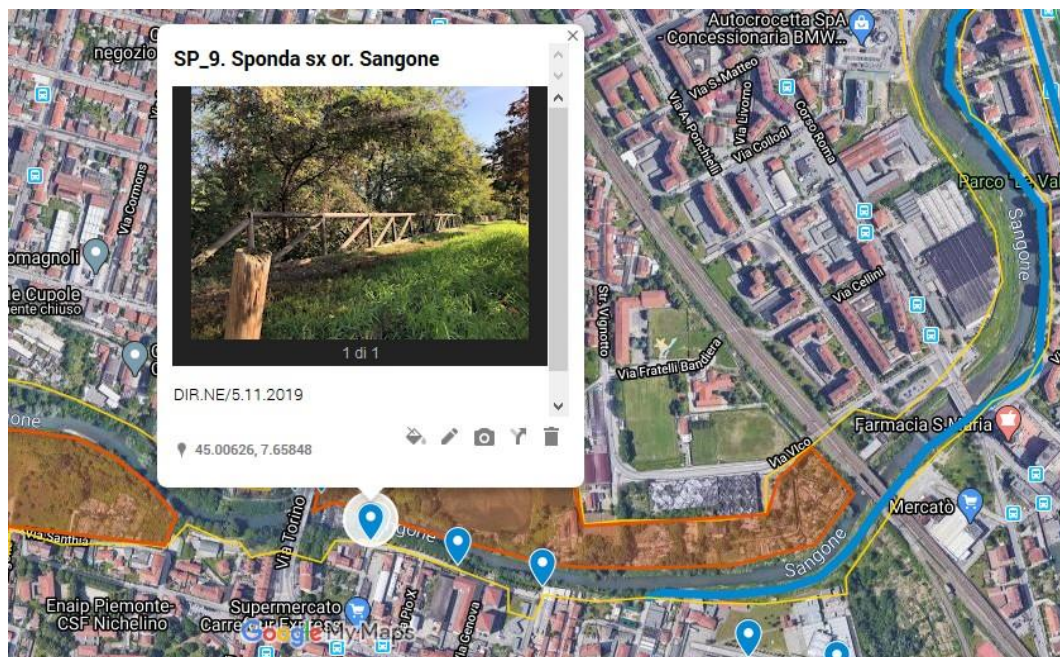 SP_9. Sponda sx or. Sangone
1 di 1
DIR.NE/5.11.2019
45.00626, 7.65848
negozio
Autocrocetta SpA
- Concessionaria BMW...
Via S. Matteo
Via Livorno
Corso Roma
Via A. Ponchielli
Via Collodi
Via Cormons
Sangone
omagnoli
le Cupole
ente chiuso
Via Cellini
Str. Vignotto
Via Fratelli Bandiera
Farmacia S.Maria
Via Vico
one
Mercatò
Via Torino
Sangone
Via Santhià
Sangone
Enaip Piemonte-
CSF Nichelino
Supermercato
Carrefour Express
Via Pio X
Via Genova
Google My Maps